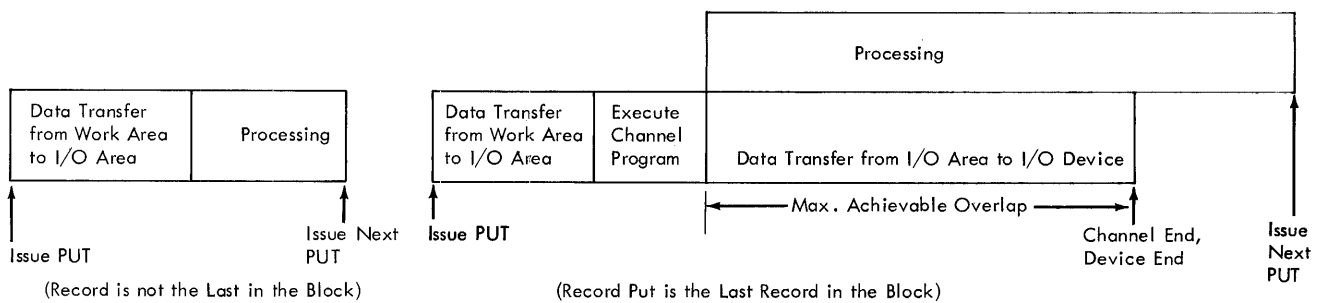 Processing
Data Transfer
from Work Area
to I/O Area
Processing
Data Transfer
from Work Area
to I/O Area
Execute
Channel
Program
Data Transfer from I/O Area to I/O Device
Max. Achievable Overlap
Issue PUT
Issue Next
PUT
Issue PUT
Channel End,
Device End
Issue
Next
PUT
(Record is not the Last in the Block)
(Record Put is the Last Record in the Block)